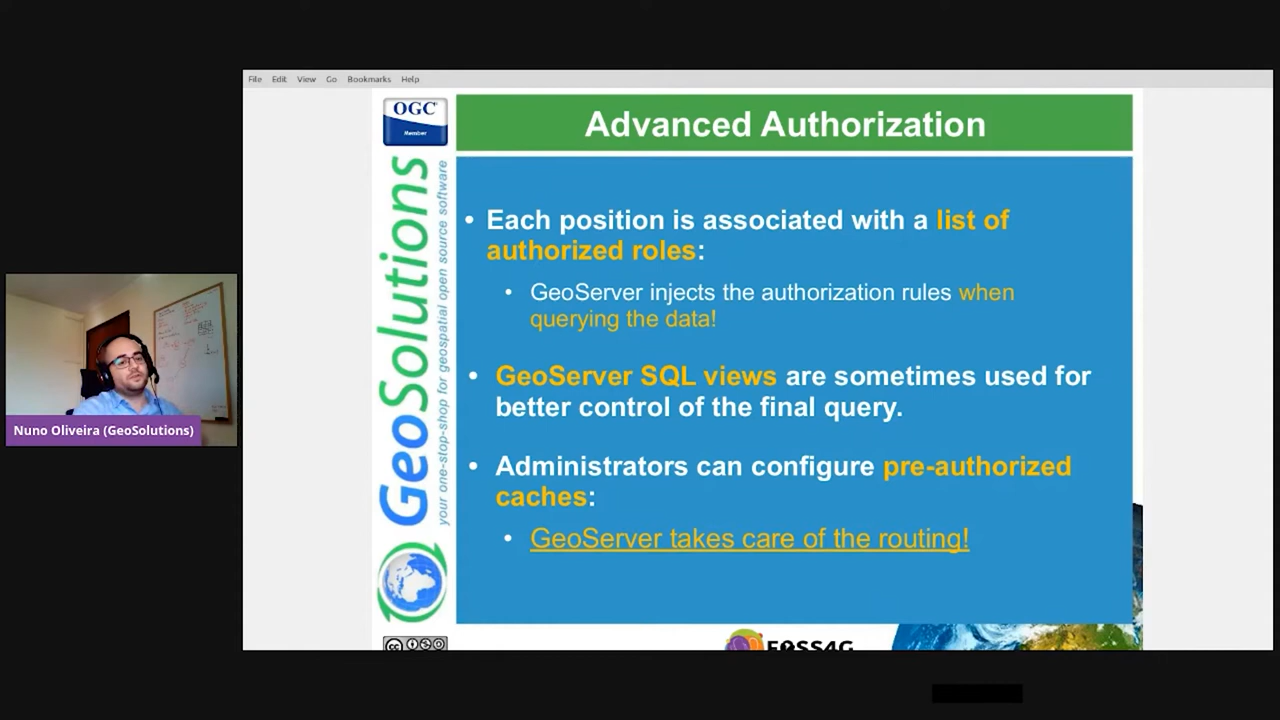 File Edit View Go Bookmarks Help
OGC
Member
Advanced Authorization
GeoSolutions
your one-stop-shop for geospatial open source software
• Each position is associated with a list of
authorized roles:
• GeoServer injects the authorization rules when
querying the data!
• GeoServer SQL views are sometimes used for
better control of the final query.
• Administrators can configure pre-authorized
caches:
• GeoServer takes care of the routing!
Nuno Oliveira (GeoSolutions)
cc
FOSS4G